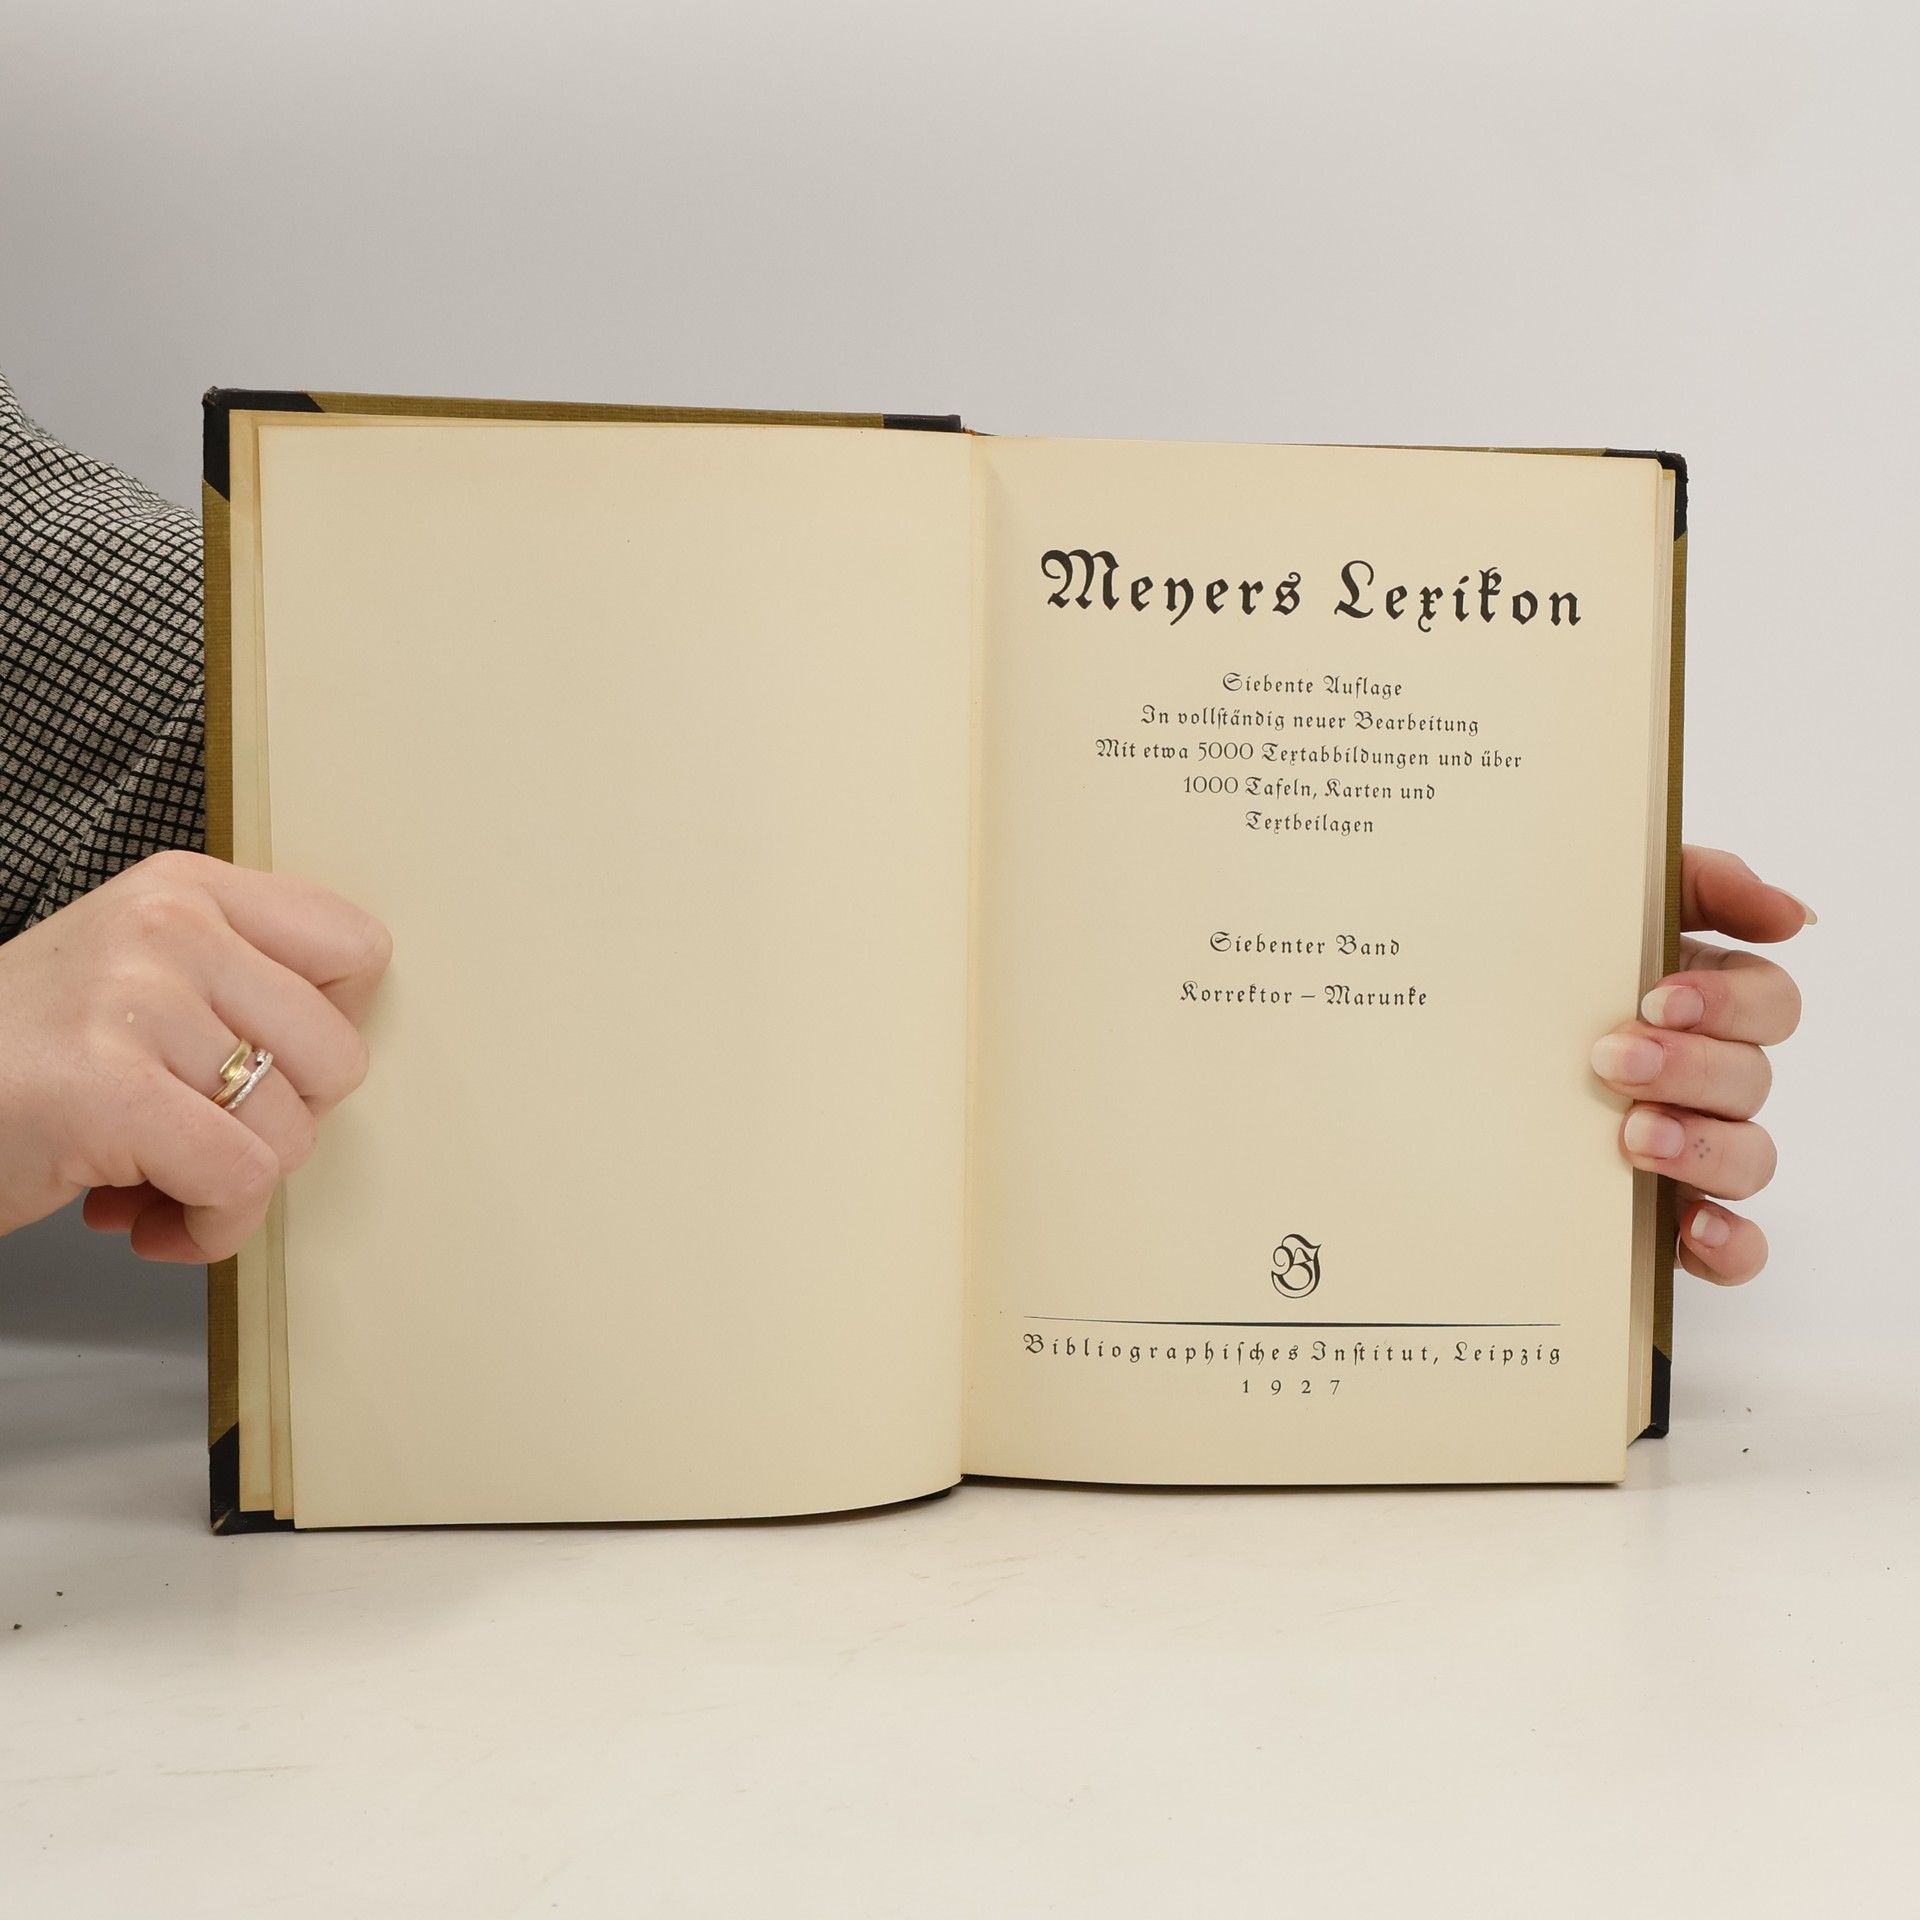 Meyers Lexikon
Siebente Auflage
In vollständig neuer Bearbeitung
Mit etwa 5000 Textabbildungen und über
1000 Tafeln, Karten und
Textbeilagen
Siebenter Band
Korrektor – Marunke
BI
Bibliographisches Institut, Leipzig
1927